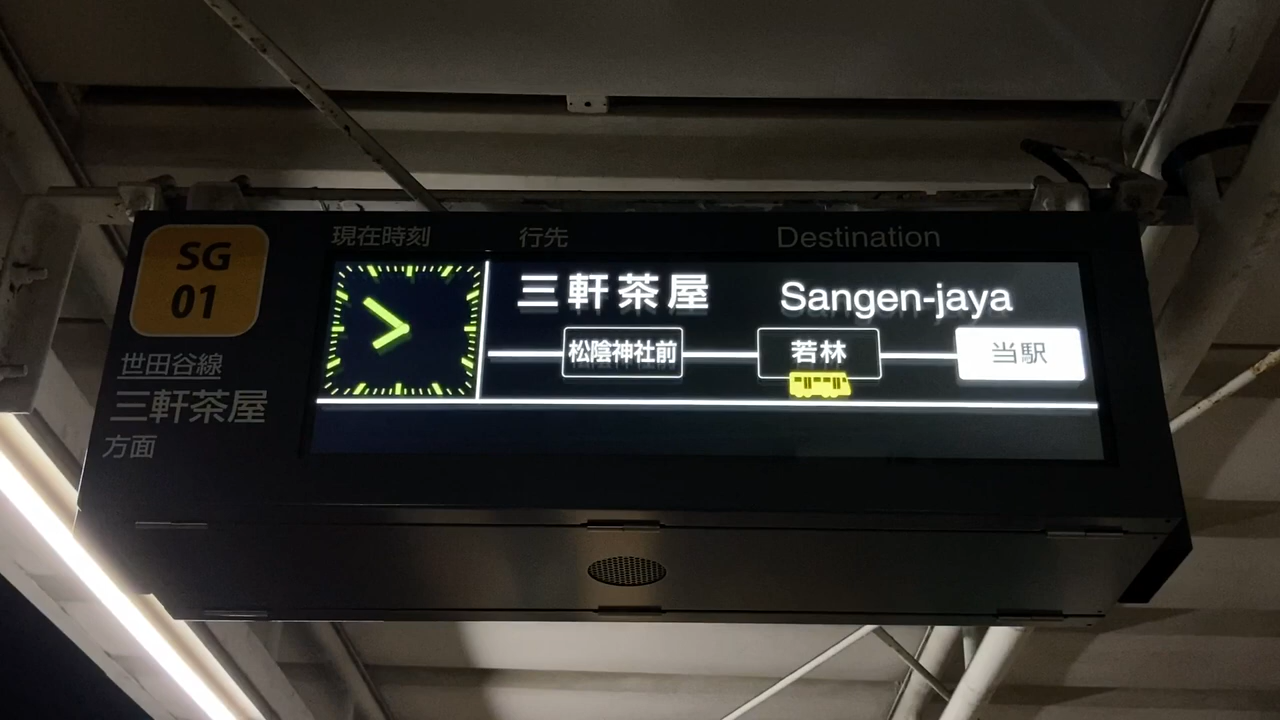 SG
01
世田谷線
三軒茶屋
方面
現在時刻 行先 Destination
三軒茶屋 Sangen-jaya
松陰神社前 若林 当駅